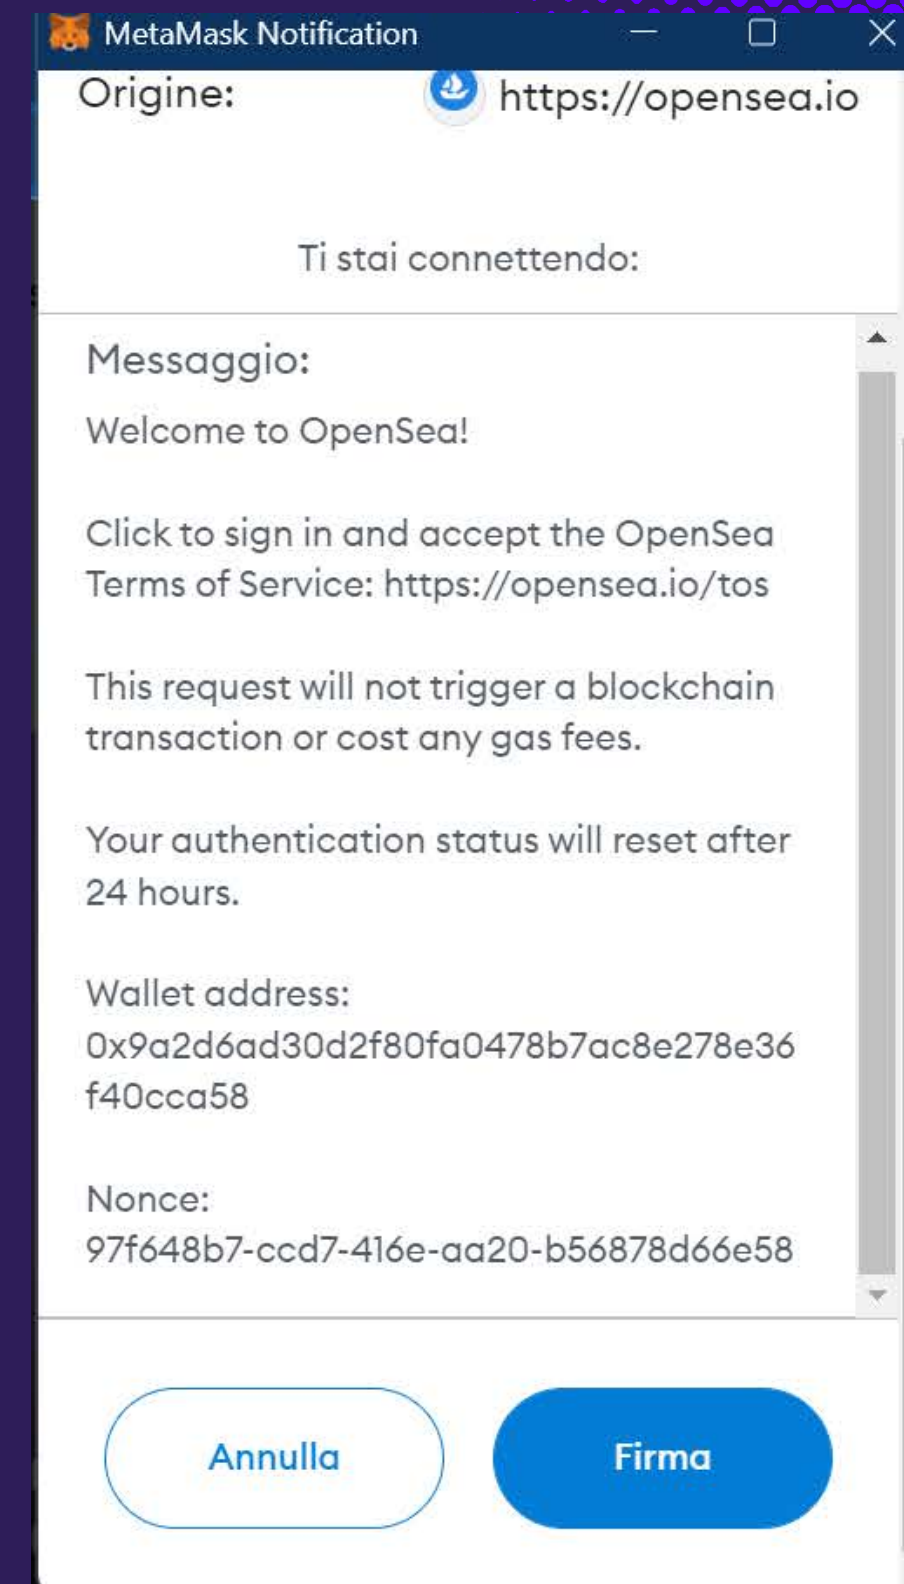 MetaMask Notification
Origine: https://opensea.io
Ti stai connettendo:
Messaggio:
Welcome to OpenSea!
Click to sign in and accept the OpenSea
Terms of Service: https://opensea.io/tos
This request will not trigger a blockchain
transaction or cost any gas fees.
Your authentication status will reset after
24 hours.
Wallet address:
0x9a2d6ad30d2f80fa0478b7ac8e278e36
f40cca58
Nonce:
97f648b7-ccd7-416e-aa20-b56878d66e58
Annulla Firma